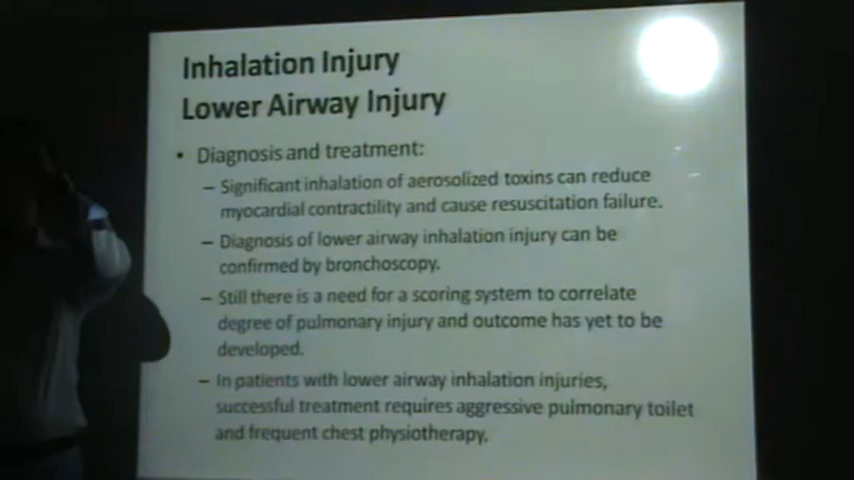 Inhalation Injury
Lower Airway Injury
• Diagnosis and treatment:
– Significant inhalation of aerosolized toxins can reduce
myocardial contractility and cause resuscitation failure.
– Diagnosis of lower airway inhalation injury can be
confirmed by bronchoscopy.
– Still there is a need for a scoring system to correlate
degree of pulmonary injury and outcome has yet to be
developed.
– In patients with lower airway inhalation injuries,
successful treatment requires aggressive pulmonary toilet
and frequent chest physiotherapy.